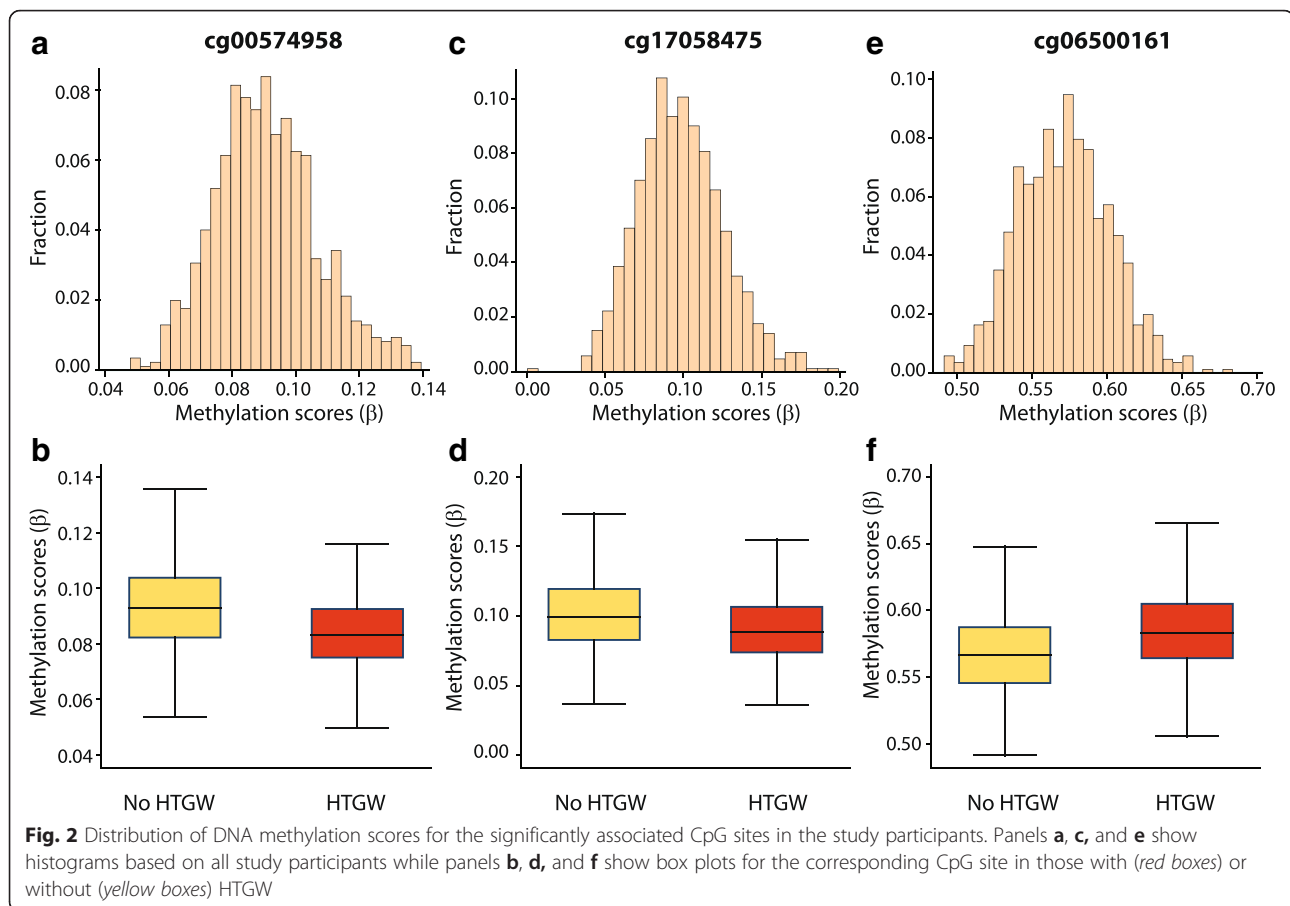 a cg00574958
0.08
0.06
0.04
0.02
0.00
Fraction
0.04 0.06 0.08 0.10 0.12 0.14
Methylation scores (β)
c cg17058475
0.10
0.08
0.06
0.04
0.02
0.00
0.00 0.05 0.10 0.15 0.20
Methylation scores (β)
e cg06500161
0.10
0.08
0.06
0.04
0.02
0.00
Fraction
0.50 0.55 0.60 0.65 0.70
Methylation scores (β)
b
0.14
0.12
0.10
0.08
0.06
0.04
Methylation scores (β)
No HTGW HTGW
d
0.20
0.15
0.10
0.05
0.00
Methylation scores (β)
No HTGW HTGW
f
0.70
0.65
0.60
0.55
0.50
Methylation scores (β)
No HTGW HTGW
Fig. 2 Distribution of DNA methylation scores for the significantly associated CpG sites in the study participants. Panels a, c, and e show
histograms based on all study participants while panels b, d, and f show box plots for the corresponding CpG site in those with (red boxes) or
without (yellow boxes) HTGW